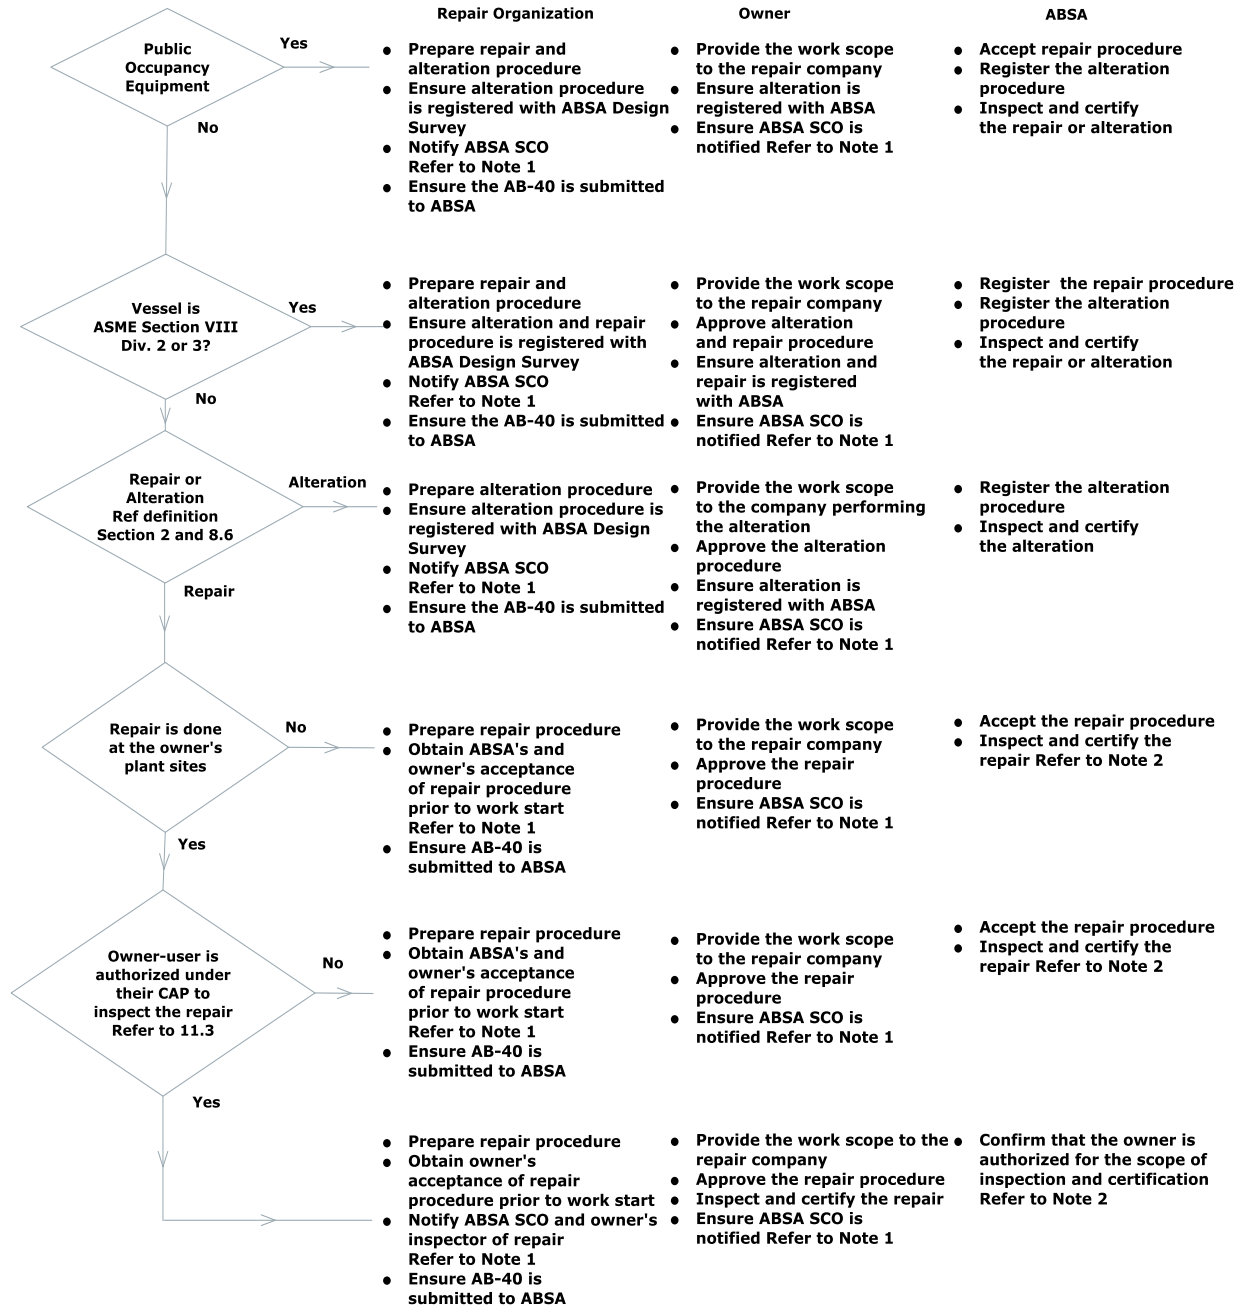 Repair Organization
Owner
ABSA
Public
Occupancy
Equipment
Yes
No
● Prepare repair and
alteration procedure
● Ensure alteration procedure
is registered with ABSA Design
Survey
● Notify ABSA SCO
Refer to Note 1
● Ensure the AB-40 is submitted
to ABSA
● Provide the work scope
to the repair company
● Ensure alteration is
registered with ABSA
● Ensure ABSA SCO is
notified Refer to Note 1
● Accept repair procedure
● Register the alteration
procedure
● Inspect and certify
the repair or alteration
Vessel is
ASME Section VIII
Div. 2 or 3?
Yes
No
● Prepare repair and
alteration procedure
● Ensure alteration and repair
procedure is registered with
ABSA Design Survey
● Notify ABSA SCO
Refer to Note 1
● Ensure the AB-40 is submitted
to ABSA
● Provide the work scope
to the repair company
● Approve alteration
and repair procedure
● Ensure alteration and
repair is registered
with ABSA
● Ensure ABSA SCO is
notified Refer to Note 1
● Register the repair procedure
● Register the alteration
procedure
● Inspect and certify
the repair or alteration
Repair or
Alteration
Ref definition
Section 2 and 8.6
Alteration
Repair
● Prepare alteration procedure
● Ensure alteration procedure is
registered with ABSA Design
Survey
● Notify ABSA SCO
Refer to Note 1
● Ensure the AB-40 is submitted
to ABSA
● Provide the work scope
to the company performing
the alteration
● Approve the alteration
procedure
● Ensure alteration is
registered with ABSA
● Ensure ABSA SCO is
notified Refer to Note 1
● Register the alteration
procedure
● Inspect and certify
the alteration
Repair is done
at the owner's
plant sites
No
Yes
● Prepare repair procedure
● Obtain ABSA's and
owner's acceptance
of repair procedure
prior to work start
Refer to Note 1
● Ensure AB-40 is
submitted to ABSA
● Provide the work scope
to the repair company
● Approve the repair
procedure
● Ensure ABSA SCO is
notified Refer to Note 1
● Accept the repair procedure
● Inspect and certify the
repair Refer to Note 2
Owner-user is
authorized under
their CAP to
inspect the repair
Refer to 11.3
No
Yes
● Prepare repair procedure
● Obtain ABSA's and
owner's acceptance
of repair procedure
prior to work start
Refer to Note 1
● Ensure AB-40 is
submitted to ABSA
● Provide the work scope
to the repair company
● Approve the repair
procedure
● Ensure ABSA SCO is
notified Refer to Note 1
● Accept the repair procedure
● Inspect and certify the
repair Refer to Note 2
● Prepare repair procedure
● Obtain owner's
acceptance of repair
procedure prior to work start
● Notify ABSA SCO and owner's
inspector of repair
Refer to Note 1
● Ensure AB-40 is
submitted to ABSA
● Provide the work scope to the
repair company
● Approve the repair procedure
● Inspect and certify the repair
● Ensure ABSA SCO is
notified Refer to Note 1
● Confirm that the owner is
authorized for the scope of
inspection and certification
Refer to Note 2